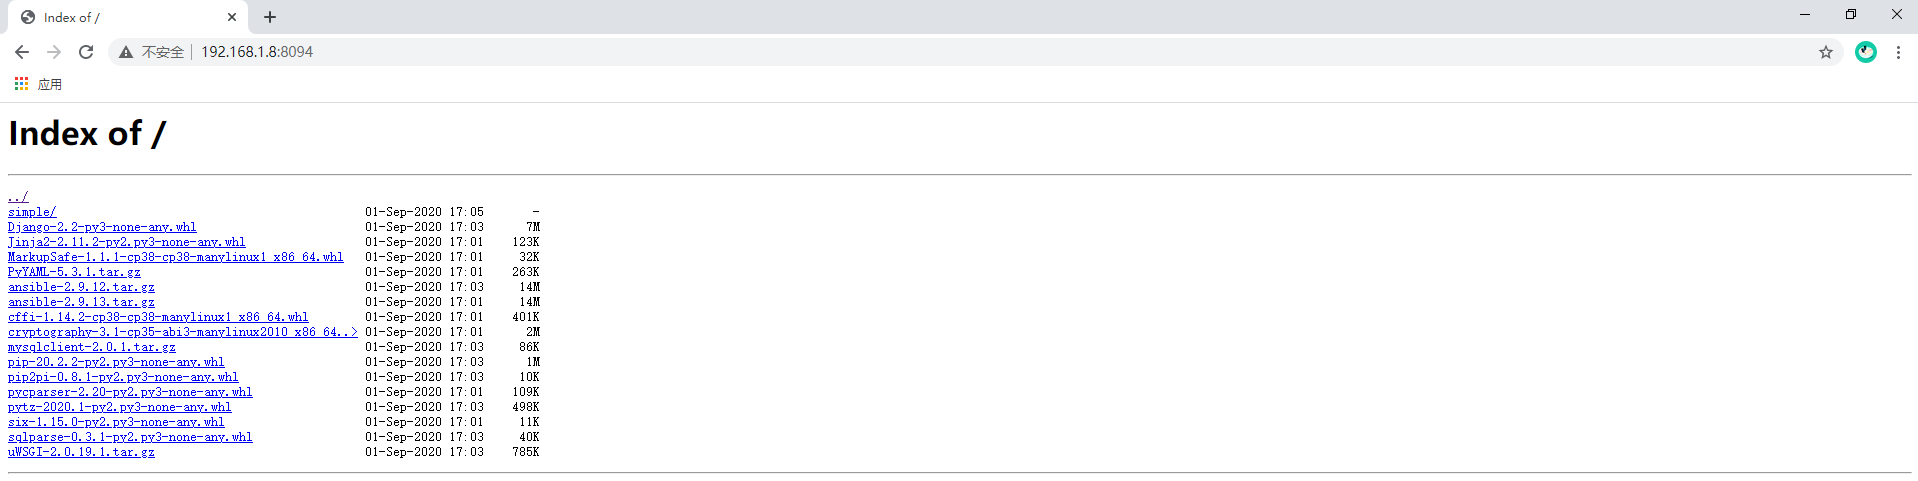 Index of /
不安全 192.168.1.8:8094
应用
Index of /
../
simple/ 01-Sep-2020 17:05 -
Django-2.2-py3-none-any.whl 01-Sep-2020 17:03 7M
Jinja2-2.11.2-py2.py3-none-any.whl 01-Sep-2020 17:01 123K
MarkupSafe-1.1.1-cp38-cp38-manylinux1_x86_64.whl 01-Sep-2020 17:01 32K
PyYAML-5.3.1.tar.gz 01-Sep-2020 17:01 263K
ansible-2.9.12.tar.gz 01-Sep-2020 17:03 14M
ansible-2.9.13.tar.gz 01-Sep-2020 17:01 14M
cffi-1.14.2-cp38-cp38-manylinux1_x86_64.whl 01-Sep-2020 17:01 401K
cryptography-3.1-cp35-abi3-manylinux2010_x86_64..> 01-Sep-2020 17:01 2M
mysqlclient-2.0.1.tar.gz 01-Sep-2020 17:03 86K
pip-20.2.2-py2.py3-none-any.whl 01-Sep-2020 17:03 1M
pip2pi-0.8.1-py2.py3-none-any.whl 01-Sep-2020 17:03 10K
pycparser-2.20-py2.py3-none-any.whl 01-Sep-2020 17:01 109K
pytz-2020.1-py2.py3-none-any.whl 01-Sep-2020 17:03 498K
six-1.15.0-py2.py3-none-any.whl 01-Sep-2020 17:01 11K
sqlparse-0.3.1-py2.py3-none-any.whl 01-Sep-2020 17:03 40K
uWSGI-2.0.19.1.tar.gz 01-Sep-2020 17:03 785K